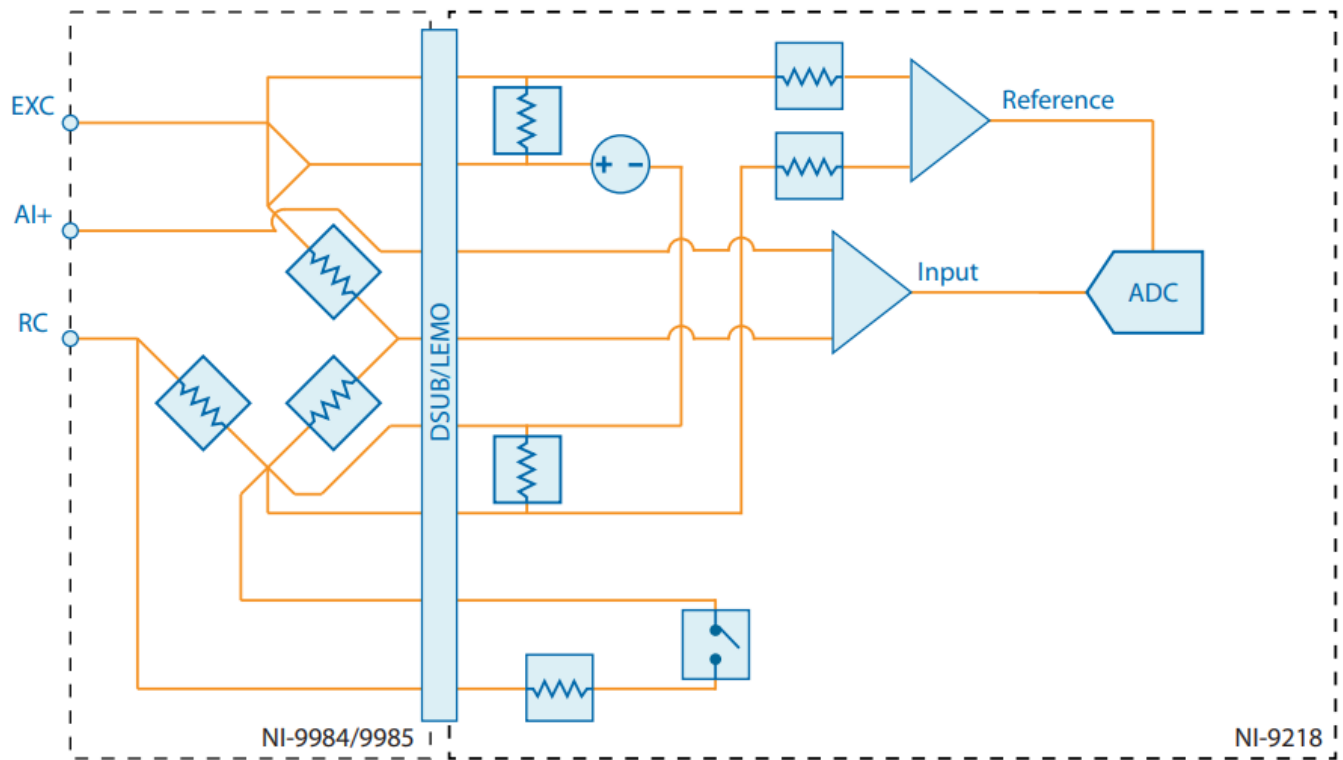 EXC
AI+
RC
DSUB/LEMO
+ -
Reference
Input
ADC
NI-9984/9985
NI-9218